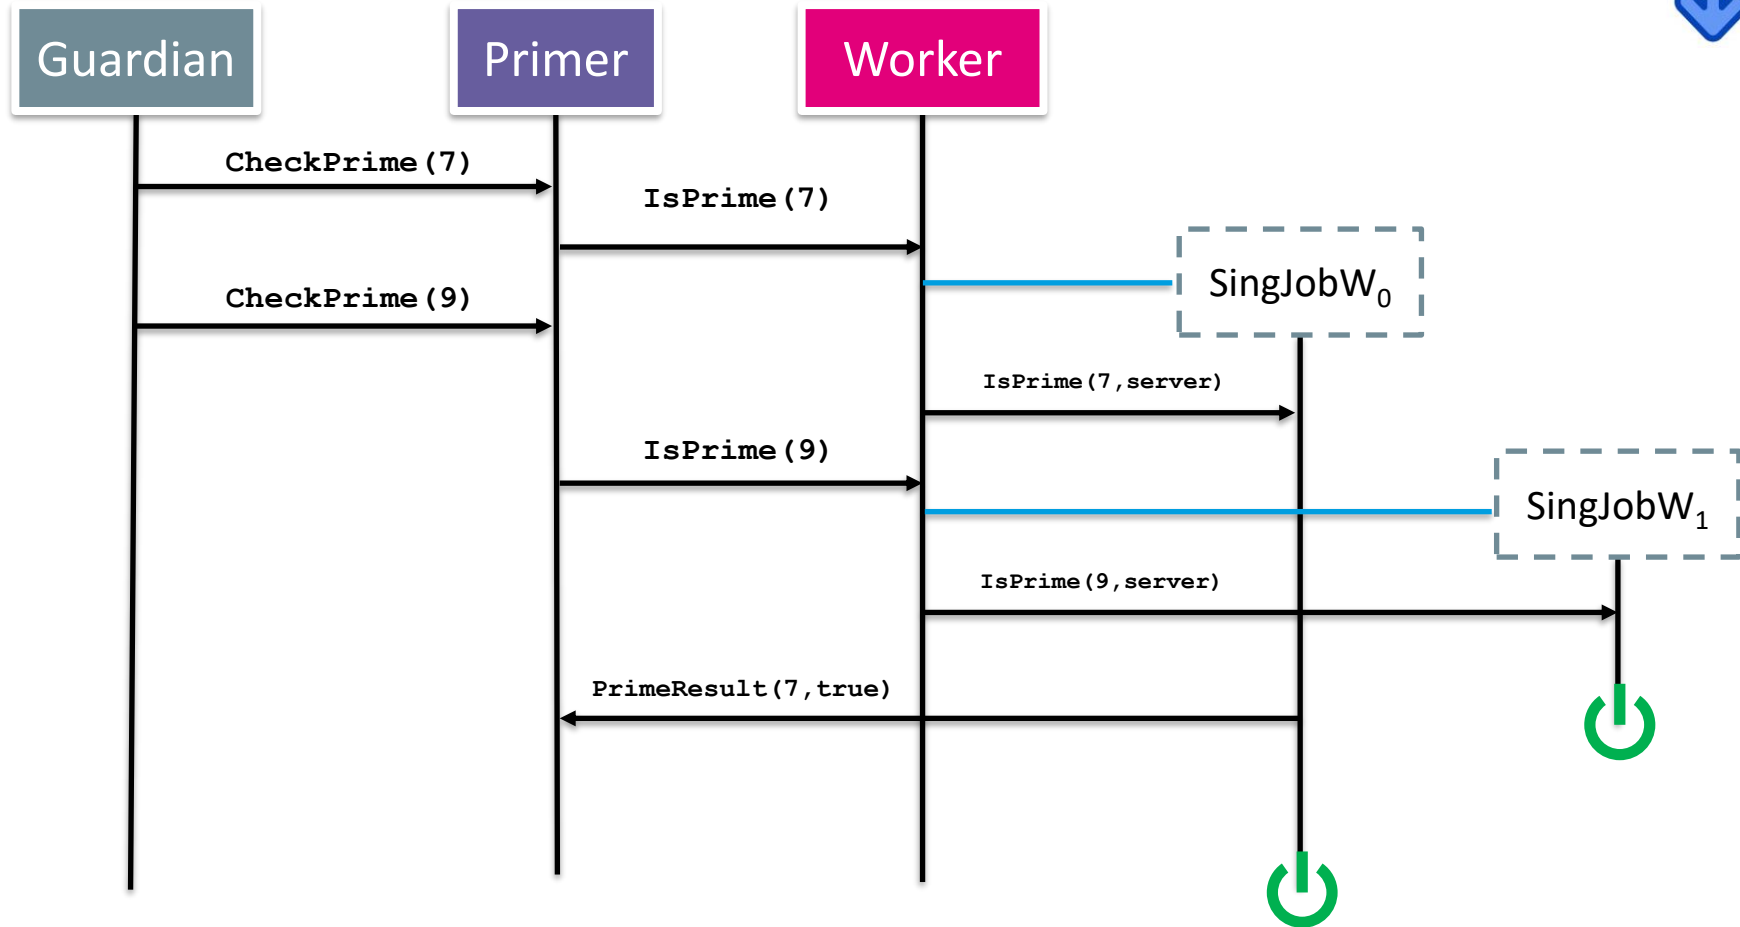 Guardian
Primer
Worker
CheckPrime(7)
IsPrime(7)
SingJobW0
CheckPrime(9)
IsPrime(7,server)
IsPrime(9)
SingJobW1
IsPrime(9,server)
PrimeResult(7,true)